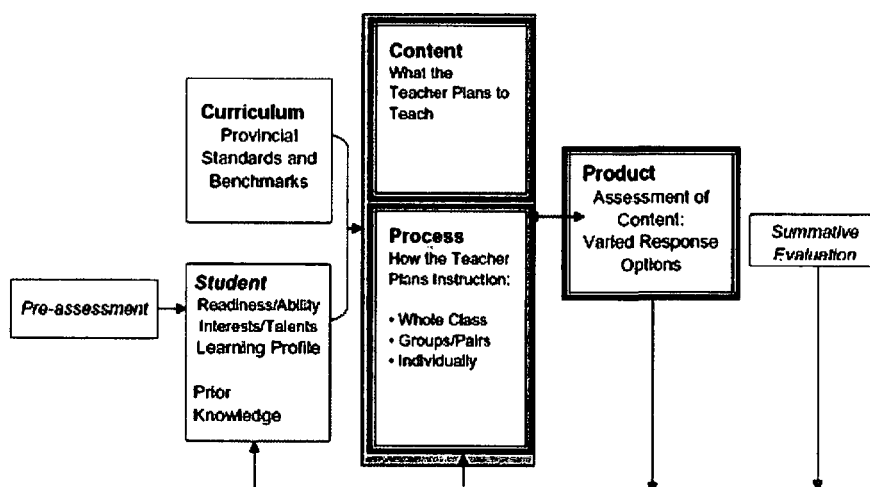 Content
What the
Teacher Plans to
Teach
Curriculum
Provincial
Standards and
Benchmarks
Product
Assessment of
Content:
Varied Response
Options
Process
How the Teacher
Plans Instruction:
• Whole Class
• Groups/Pairs
• Individually
Summative
Evaluation
Student
Readiness/Ability
Interests/Talents
Learning Profile
Prior
Knowledge
Pre-assessment